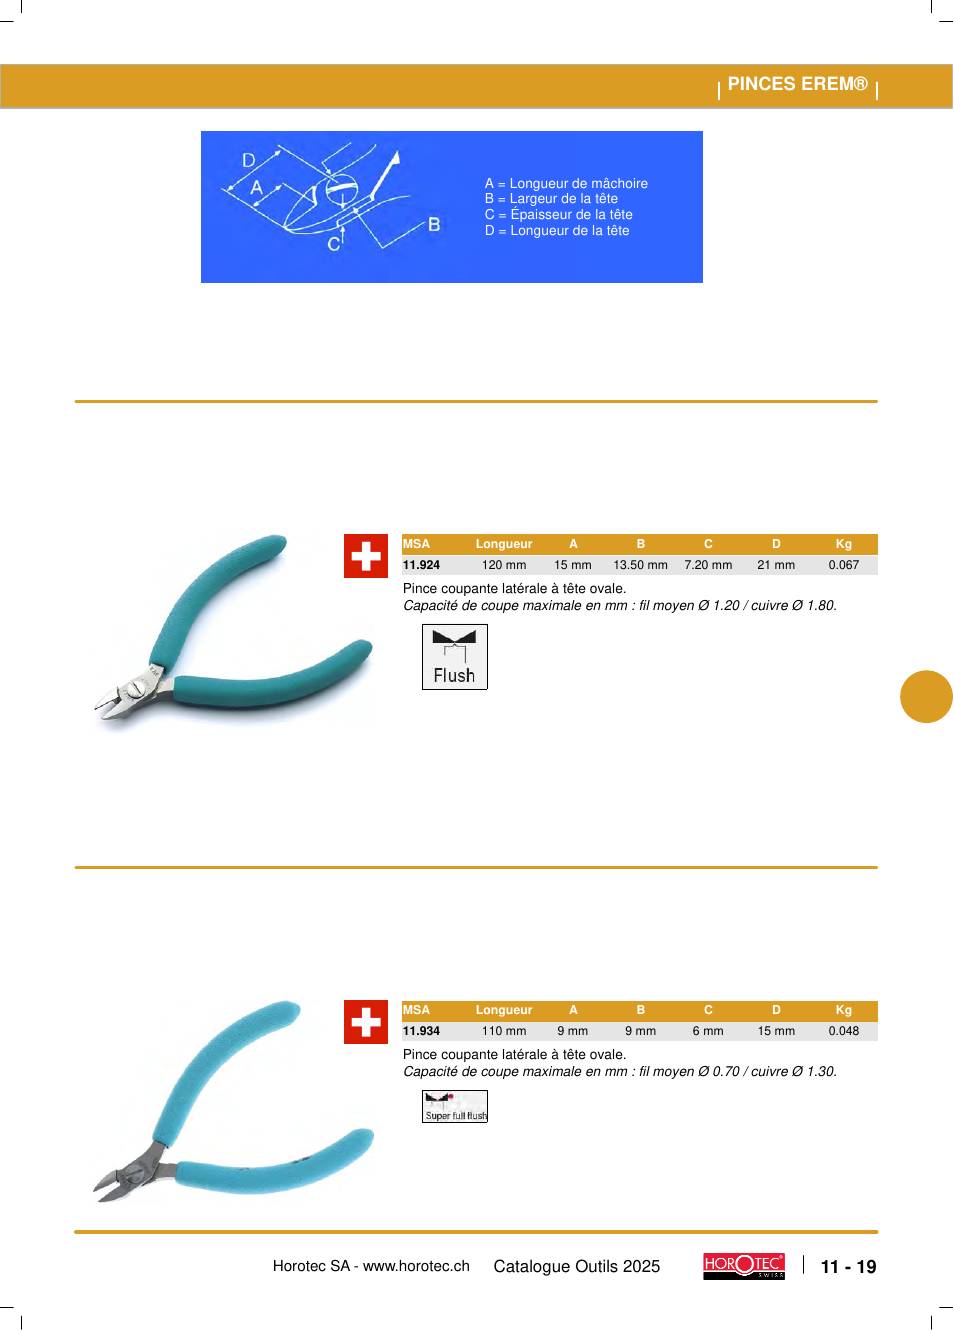 PINCES EREM®
D
A
C
B
A = Longueur de mâchoire
B = Largeur de la tête
C = Épaisseur de la tête
D = Longueur de la tête
MSA Longueur A B C D Kg
11.924 120 mm 15 mm 13.50 mm 7.20 mm 21 mm 0.067
Pince coupante latérale à tête ovale.
Capacité de coupe maximale en mm : fil moyen Ø 1.20 / cuivre Ø 1.80.
Flush
MSA Longueur A B C D Kg
11.934 110 mm 9 mm 9 mm 6 mm 15 mm 0.048
Pince coupante latérale à tête ovale.
Capacité de coupe maximale en mm : fil moyen Ø 0.70 / cuivre Ø 1.30.
Super full flush
Horotec SA - www.horotec.ch Catalogue Outils 2025 HOROTEC® SWISS 11 - 19